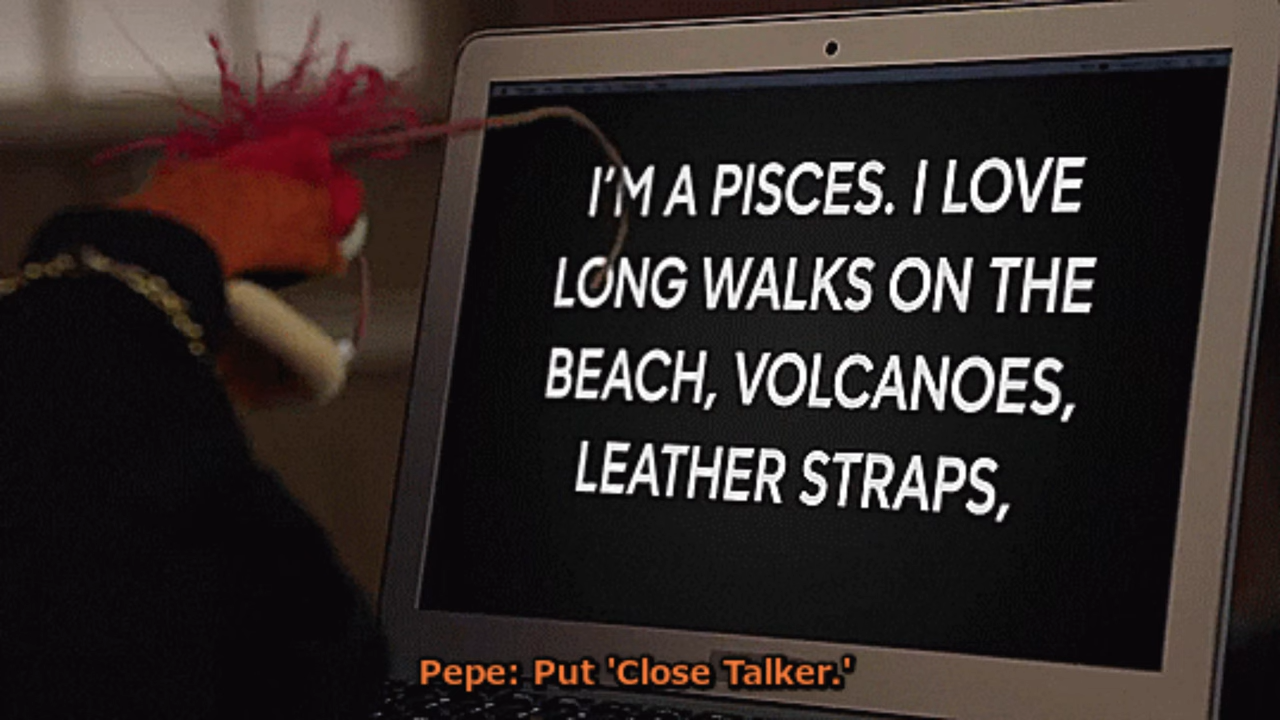 I'M A PISCES. I LOVE
LONG WALKS ON THE
BEACH, VOLCANOES,
LEATHER STRAPS,
Pepe: Put 'Close Talker.'